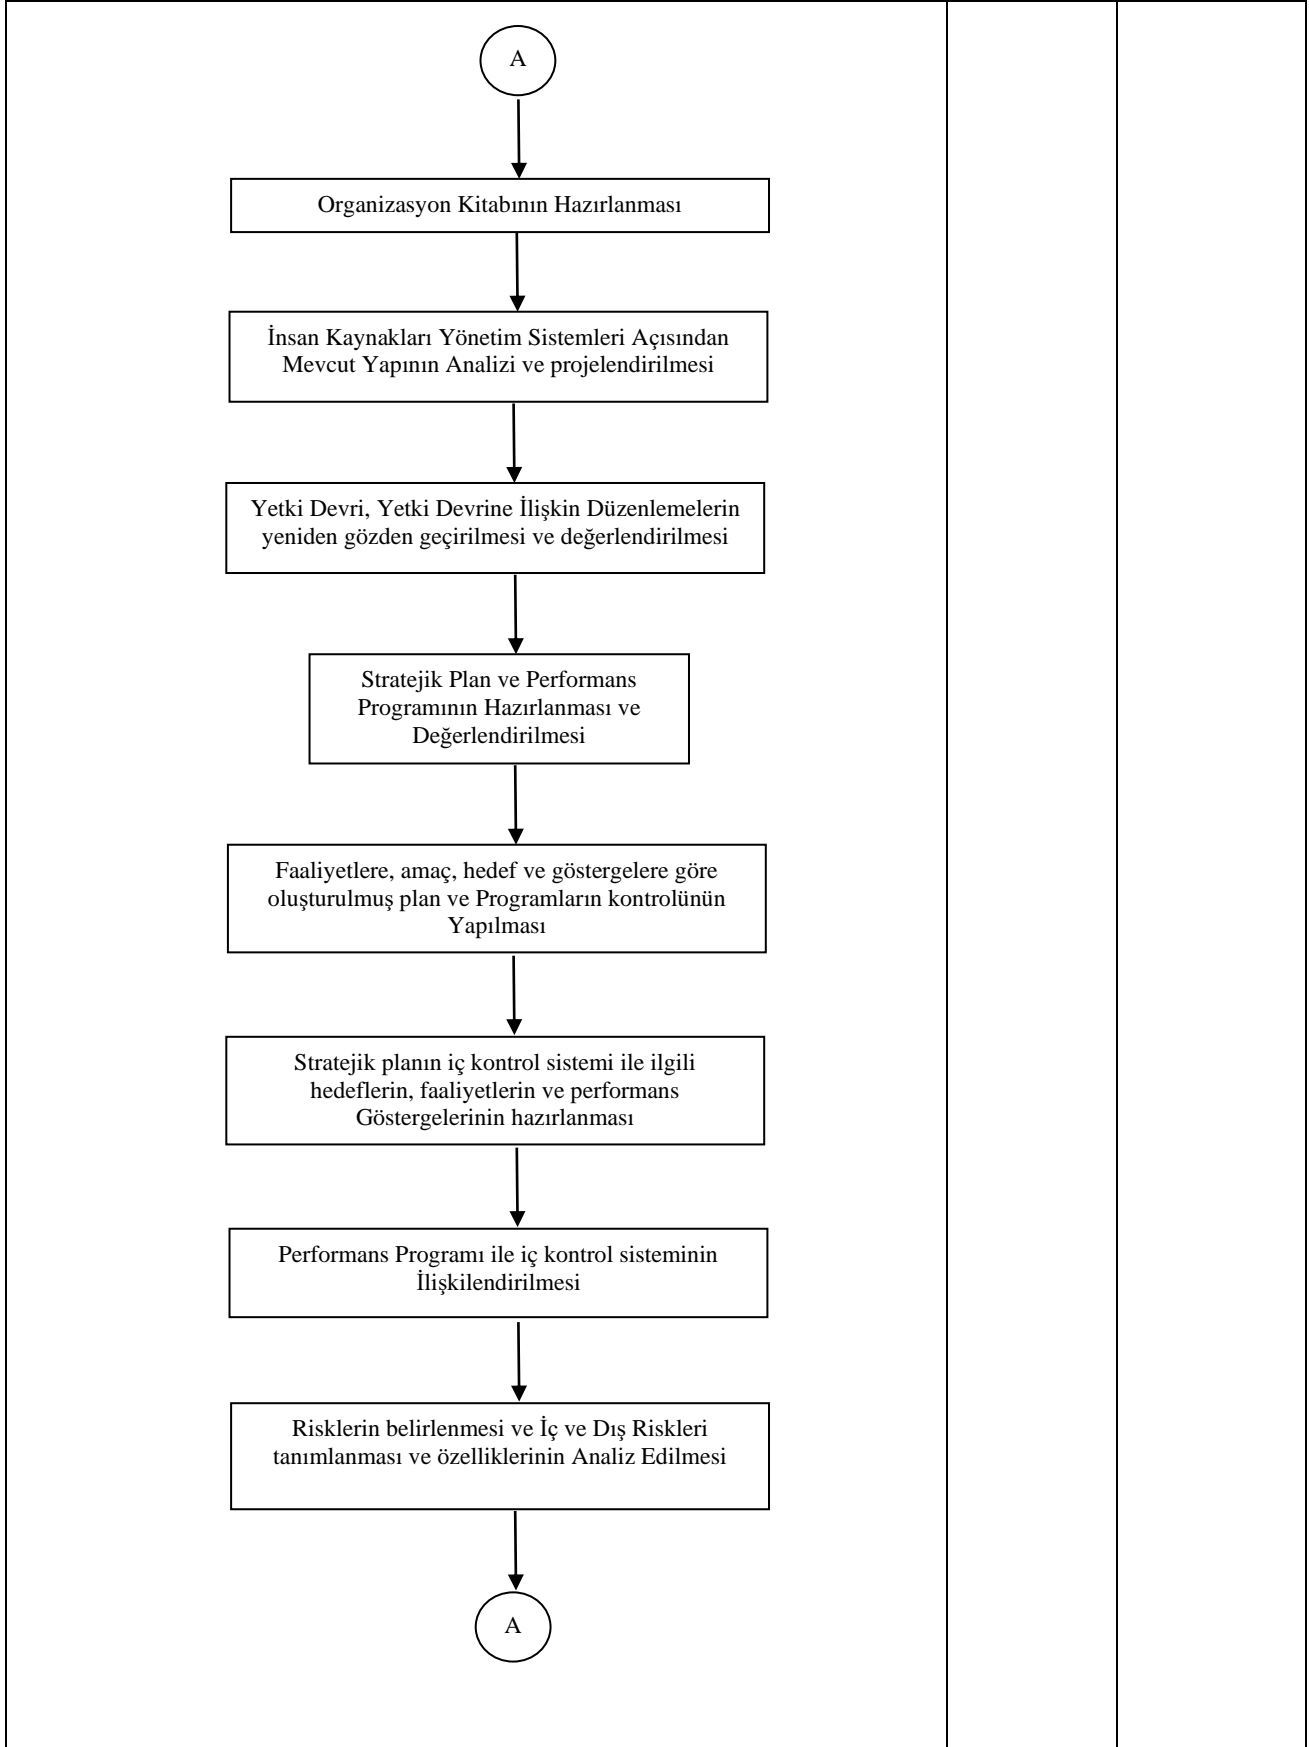 A
Organizasyon Kitabının Hazırlanması
İnsan Kaynakları Yönetim Sistemleri Açısından
Mevcut Yapının Analizi ve projelendirilmesi
Yetki Devri, Yetki Devrine İlişkin Düzenlemelerin
yeniden gözden geçirilmesi ve değerlendirilmesi
Stratejik Plan ve Performans
Programının Hazırlanması ve
Değerlendirilmesi
Faaliyetlere, amaç, hedef ve göstergelere göre
oluşturulmuş plan ve Programların kontrolünün
Yapılması
Stratejik planın iç kontrol sistemi ile ilgili
hedeflerin, faaliyetlerin ve performans
Göstergelerinin hazırlanması
Performans Programı ile iç kontrol sisteminin
İlişkilendirilmesi
Risklerin belirlenmesi ve İç ve Dış Riskleri
tanımlanması ve özelliklerinin Analiz Edilmesi
A